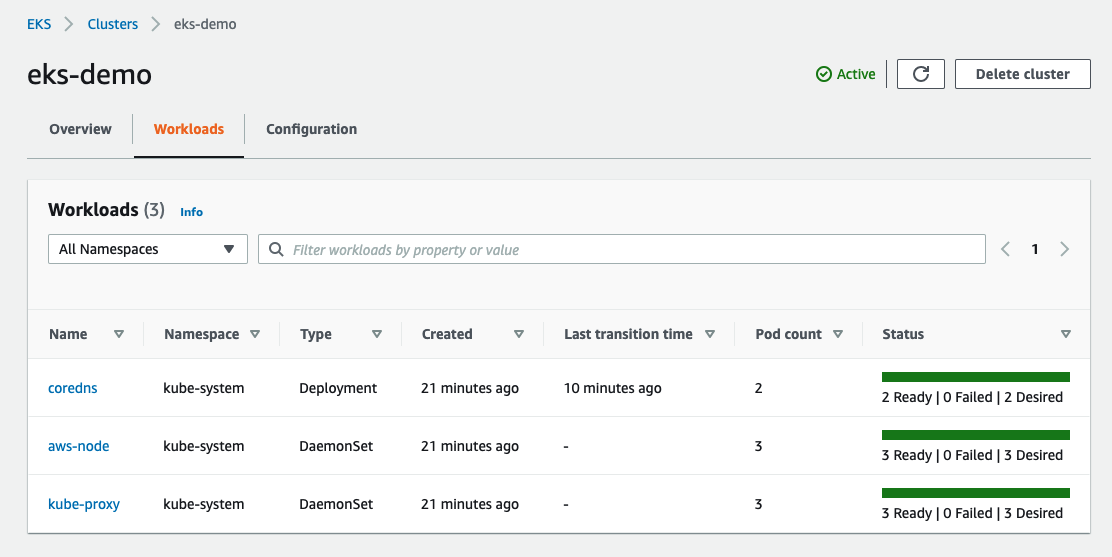 EKS Clusters eks-demo
eks-demo Active Delete cluster
Overview Workloads Configuration
Workloads (3) Info
All Namespaces Filter workloads by property or value 1
Name Namespace Type Created Last transition time Pod count Status
coredns kube-system Deployment 21 minutes ago 10 minutes ago 2 2 Ready | 0 Failed | 2 Desired
aws-node kube-system DaemonSet 21 minutes ago - 3 3 Ready | 0 Failed | 3 Desired
kube-proxy kube-system DaemonSet 21 minutes ago - 3 3 Ready | 0 Failed | 3 Desired